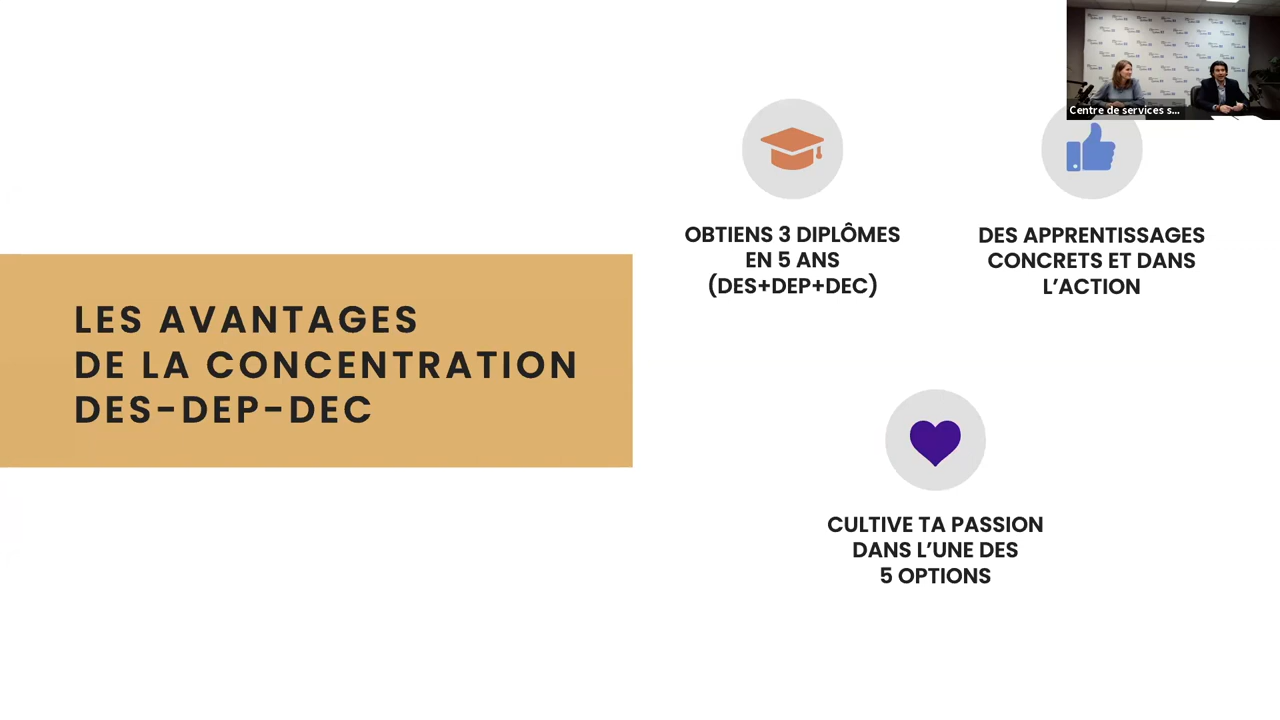 Centre de services s...
OBTIENS 3 DIPLÔMES
EN 5 ANS
(DES+DEP+DEC)
DES APPRENTISSAGES
CONCRETS ET DANS
L’ACTION
LES AVANTAGES
DE LA CONCENTRATION
DES-DEP-DEC
CULTIVE TA PASSION
DANS L’UNE DES
5 OPTIONS